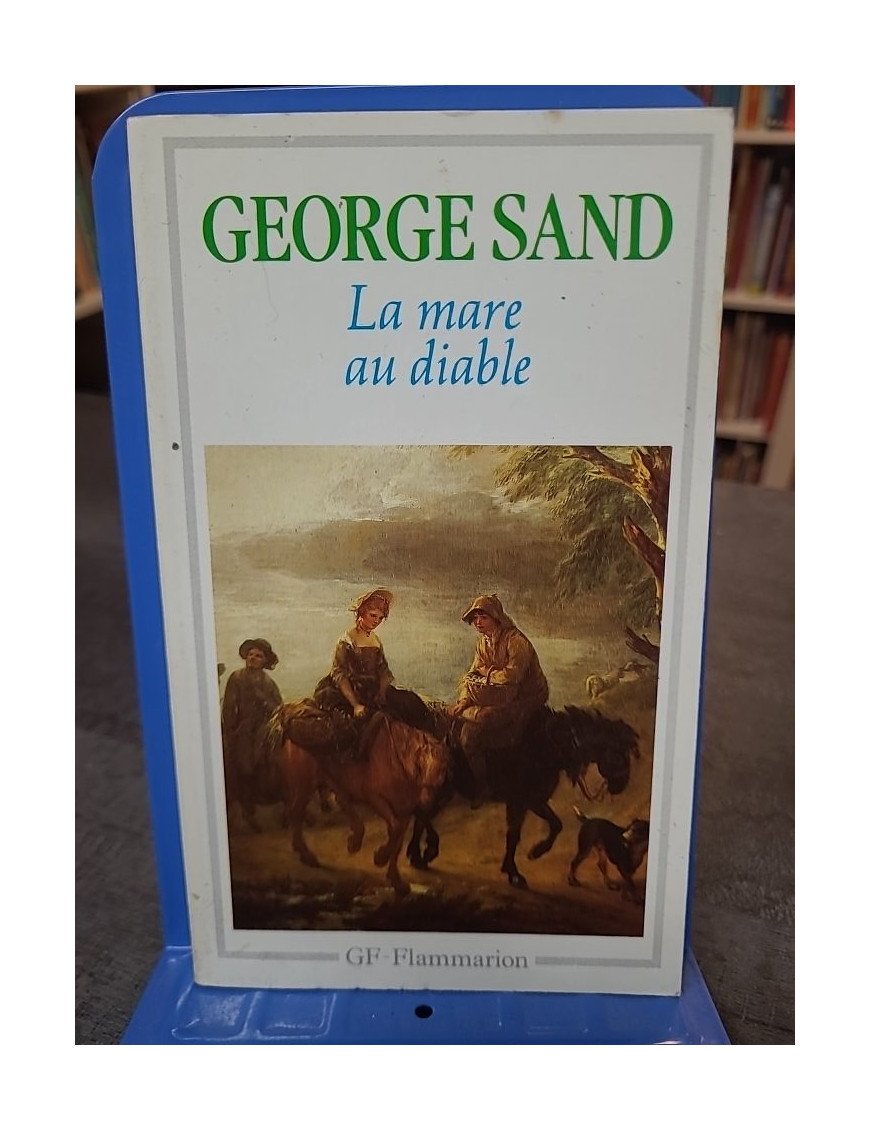 GEORGE SAND
La mare
au diable
GF-Flammarion